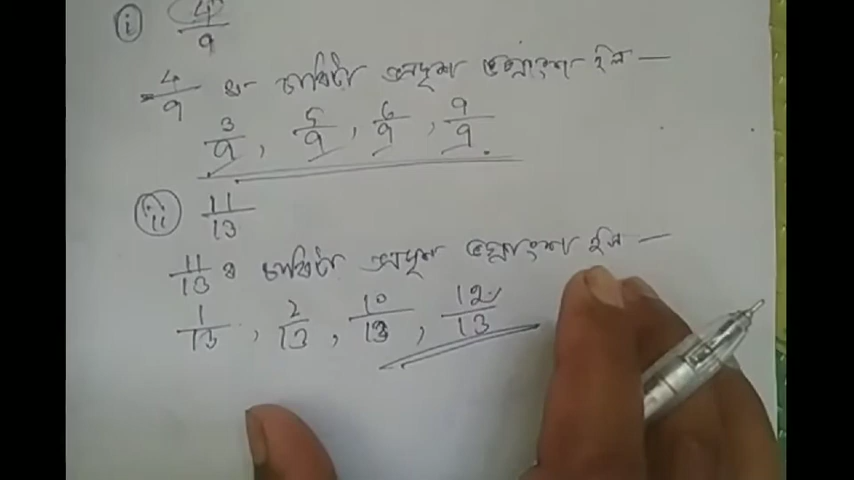 i 4/9
4/9 ৰ চাৰিটা সদৃশ ভগ্নাংশ হ'ল —
3/9, 5/9, 6/9, 9/9.
ii 11/13
11/13 ৰ চাৰিটা সদৃশ ভগ্নাংশ হ'ল —
1/13, 2/13, 10/13, 12/13